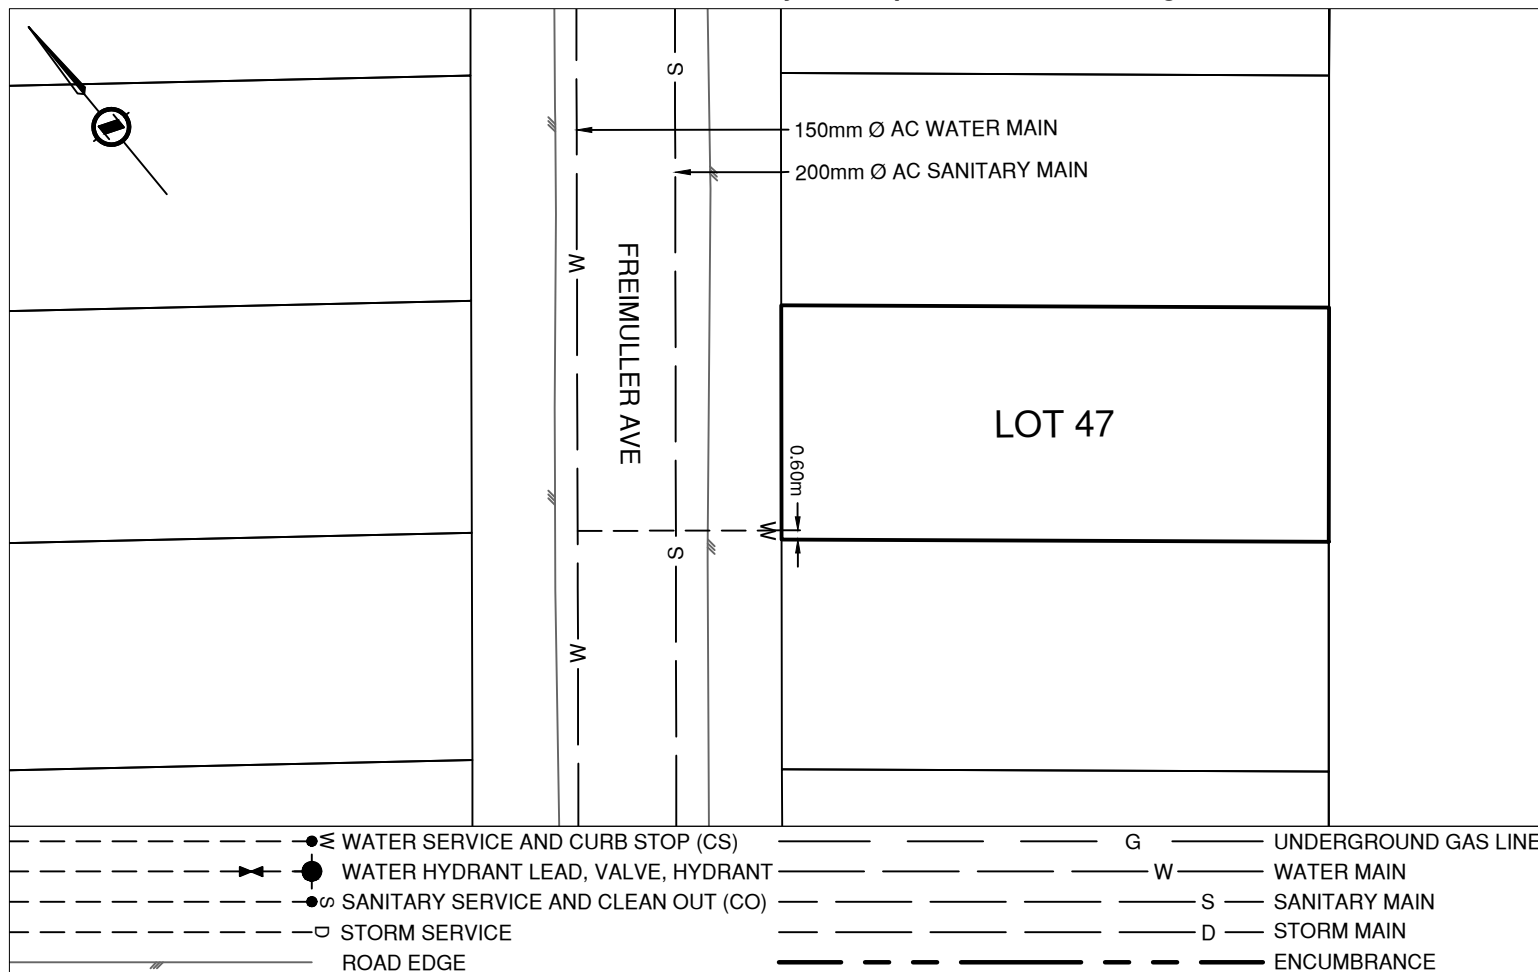 S
150mm Ø AC WATER MAIN
200mm Ø AC SANITARY MAIN
W
FREIMULLER AVE
LOT 47
0.60m
W
S
W
W WATER SERVICE AND CURB STOP (CS)
G UNDERGROUND GAS LINE
WATER HYDRANT LEAD, VALVE, HYDRANT
W WATER MAIN
S SANITARY SERVICE AND CLEAN OUT (CO)
S SANITARY MAIN
D STORM SERVICE
D STORM MAIN
ROAD EDGE
ENCUMBRANCE